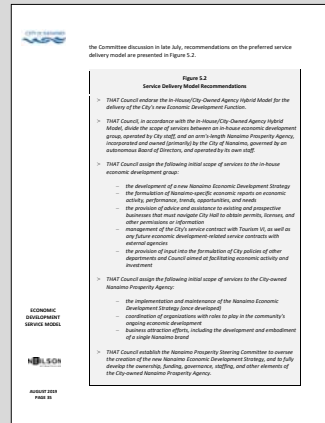 CITY OF NANAIMO
the Committee discussion in late July, recommendations on the preferred service
delivery model are presented in Figure 5.2.
Figure 5.2
Service Delivery Model Recommendations
> THAT Council endorse the In-House/City-Owned Agency Hybrid Model for the
delivery of the City's new Economic Development Function.
> THAT Council, in accordance with the In-House/City-Owned Agency Hybrid
Model, divide the scope of services between an in-house economic development
group, operated by City staff, and an arm's-length Nanaimo Prosperity Agency,
incorporated and owned (primarily) by the City of Nanaimo, governed by an
autonomous Board of Directors, and operated by its own staff.
> THAT Council assign the following initial scope of services to the in-house
economic development group:
– the development of a new Nanaimo Economic Development Strategy
– the formulation of Nanaimo-specific economic reports on economic
activity, performance, trends, opportunities, and needs
– the provision of advice and assistance to existing and prospective
businesses that must navigate City Hall to obtain permits, licenses, and
other permissions or information
– management of the City's service contract with Tourism VI, as well as
any future economic development-related service contracts with
external agencies
– the provision of input into the formulation of City policies of other
departments and Council aimed at facilitating economic activity and
investment
> THAT Council assign the following initial scope of services to the City-owned
Nanaimo Prosperity Agency:
– the implementation and maintenance of the Nanaimo Economic
Development Strategy (once developed)
– coordination of organizations with roles to play in the community's
ongoing economic development
– business attraction efforts, including the development and embodiment
of a single Nanaimo brand
> THAT Council establish the Nanaimo Prosperity Steering Committee to oversee
the creation of the new Nanaimo Economic Development Strategy, and to fully
develop the ownership, funding, governance, staffing, and other elements of
the City-owned Nanaimo Prosperity Agency.
ECONOMIC
DEVELOPMENT
SERVICE MODEL
NEILSON
AUGUST 2019